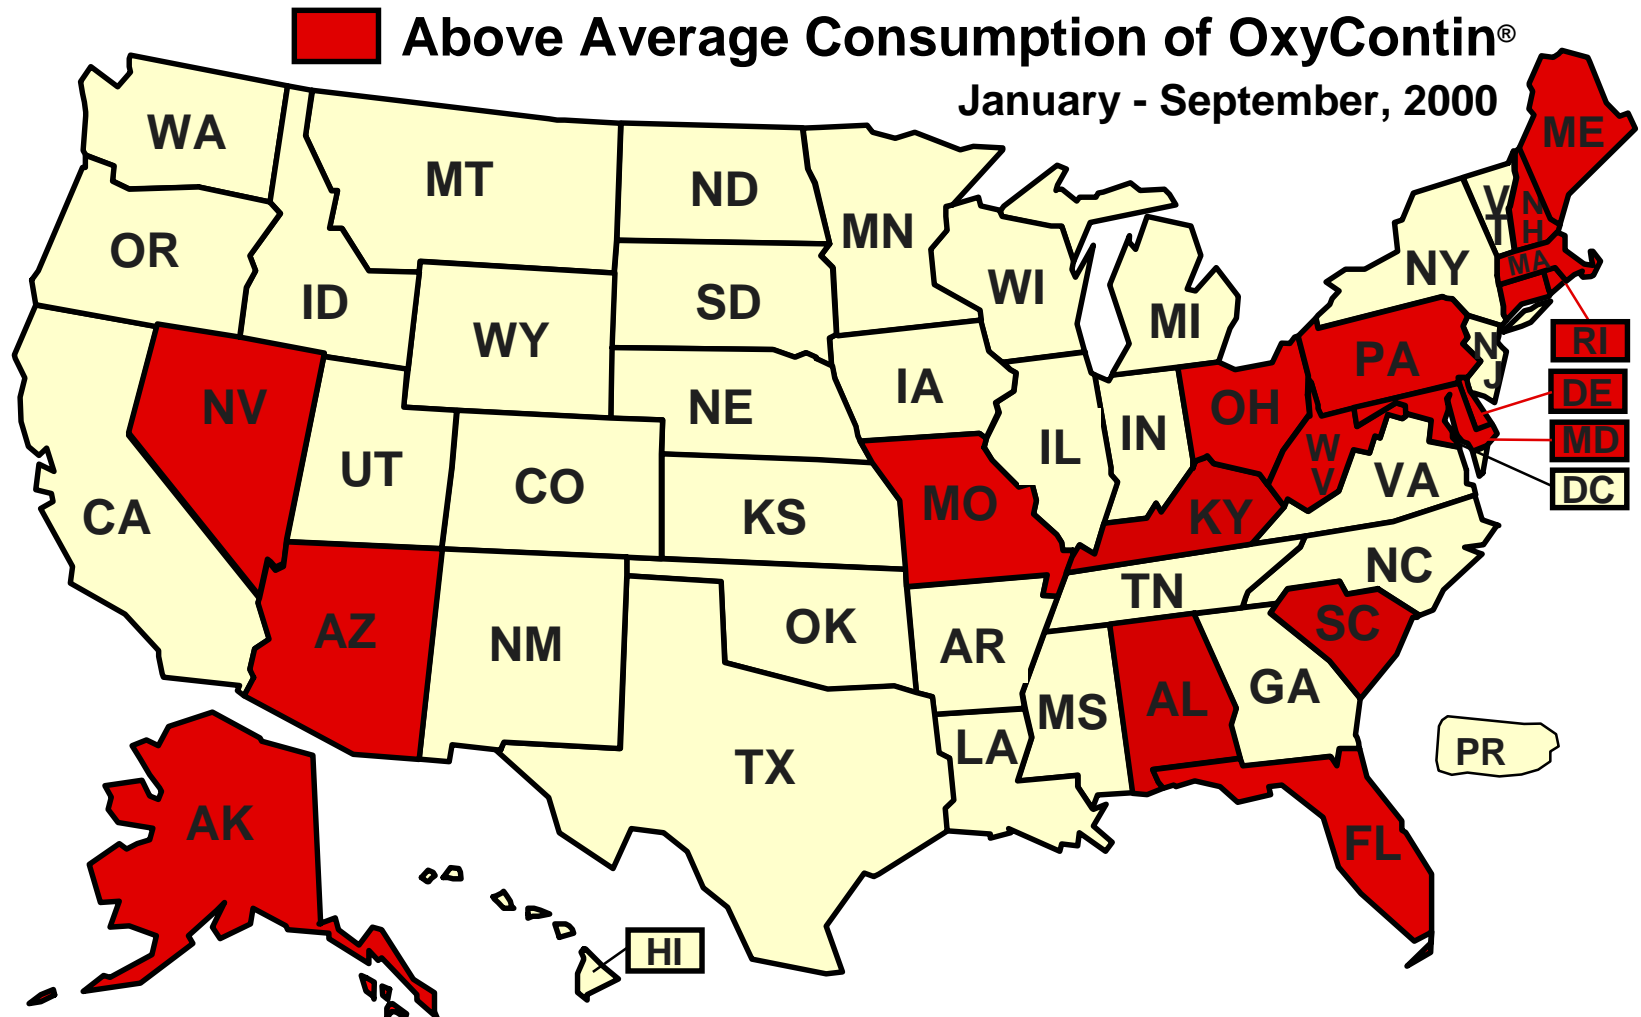 Above Average Consumption of OxyContin®
January - September, 2000
WA
MT
ND
MN
ME
OR
ID
SD
WI
MI
NY
VT
NH
MA
WY
RI
NV
NE
IA
PA
NJ
DE
UT
CO
IL
IN
OH
WV
MD
VA
DC
CA
KS
MO
KY
NC
AZ
NM
OK
AR
TN
SC
TX
LA
MS
AL
GA
PR
AK
FL
HI